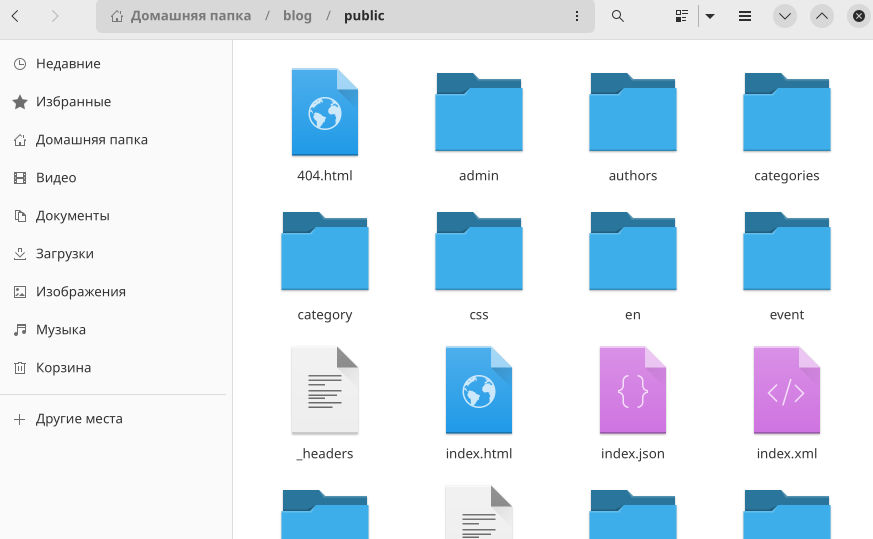 Домашняя папка / blog / public
Недавние
Избранные
Домашняя папка
Видео
Документы
Загрузки
Изображения
Музыка
Корзина
Другие места
404.html admin authors categories
category css en event
_headers index.html index.json index.xml